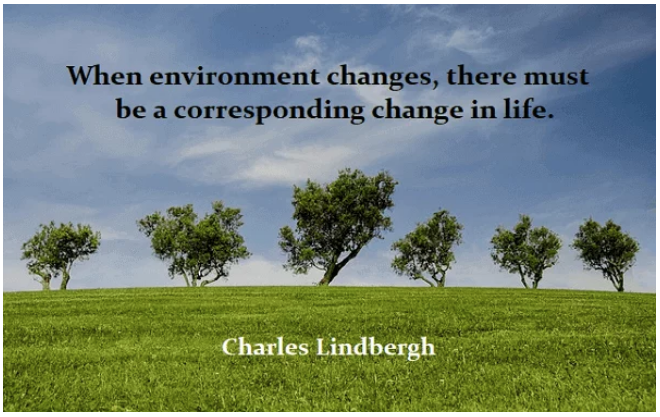 When environment changes, there must
be a corresponding change in life.
Charles Lindbergh